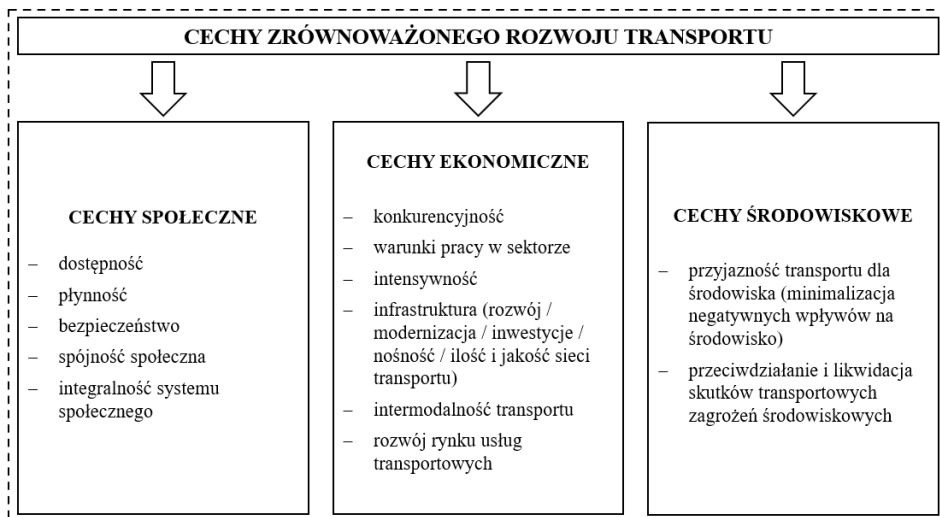 CECHY ZRÓWNOWAŻONEGO ROZWOJU TRANSPORTU
CECHY SPOŁECZNE
– dostępność
– płynność
– bezpieczeństwo
– spójność społeczna
– integralność systemu
społecznego
CECHY EKONOMICZNE
– konkurencyjność
– warunki pracy w sektorze
– intensywność
– infrastruktura (rozwój /
modernizacja / inwestycje /
nośność / ilość i jakość sieci
transportu)
– intermodalność transportu
– rozwój rynku usług
transportowych
CECHY ŚRODOWISKOWE
– przyjazność transportu dla
środowiska (minimalizacja
negatywnych wpływów na
środowisko)
– przeciwdziałanie i likwidacja
skutków transportowych
zagrożeń środowiskowych